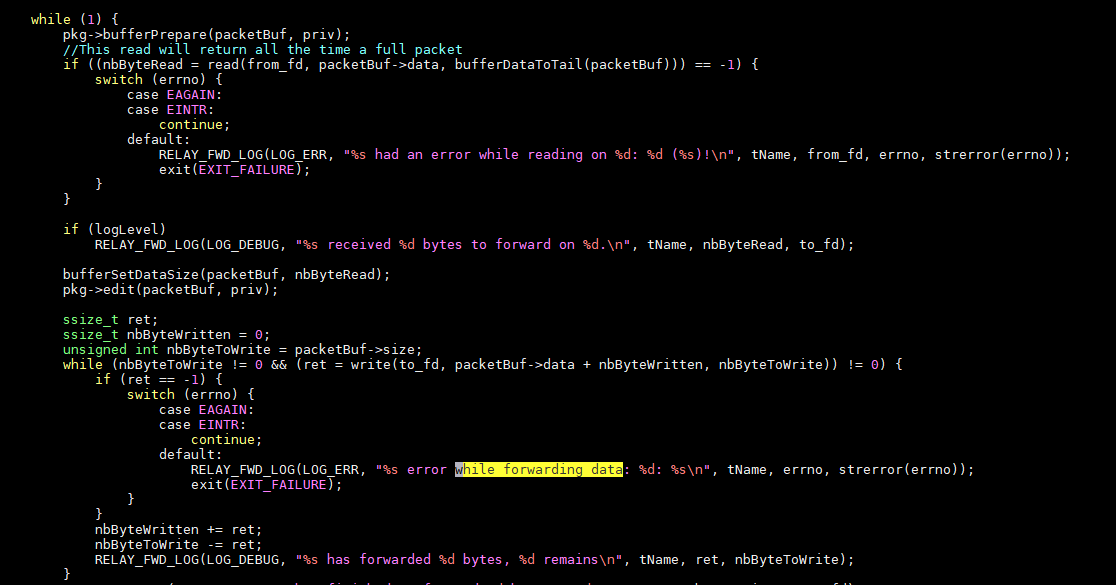 while (1) {
pkg->bufferPrepare(packetBuf, priv);
//This read will return all the time a full packet
if ((nbByteRead = read(from_fd, packetBuf->data, bufferDataToTail(packetBuf))) == -1) {
switch (errno) {
case EAGAIN:
case EINTR:
continue;
default:
RELAY_FWD_LOG(LOG_ERR, "%s had an error while reading on %d: %d (%s)!\n", tName, from_fd, errno, strerror(errno));
exit(EXIT_FAILURE);
}
}
if (logLevel)
RELAY_FWD_LOG(LOG_DEBUG, "%s received %d bytes to forward on %d.\n", tName, nbByteRead, to_fd);
bufferSetDataSize(packetBuf, nbByteRead);
pkg->edit(packetBuf, priv);
ssize_t ret;
ssize_t nbByteWritten = 0;
unsigned int nbByteToWrite = packetBuf->size;
while (nbByteToWrite != 0 && (ret = write(to_fd, packetBuf->data + nbByteWritten, nbByteToWrite)) != 0) {
if (ret == -1) {
switch (errno) {
case EAGAIN:
case EINTR:
continue;
default:
RELAY_FWD_LOG(LOG_ERR, "%s error while forwarding data: %d: %s\n", tName, errno, strerror(errno));
exit(EXIT_FAILURE);
}
}
nbByteWritten += ret;
nbByteToWrite -= ret;
RELAY_FWD_LOG(LOG_DEBUG, "%s has forwarded %d bytes, %d remains\n", tName, ret, nbByteToWrite);
}